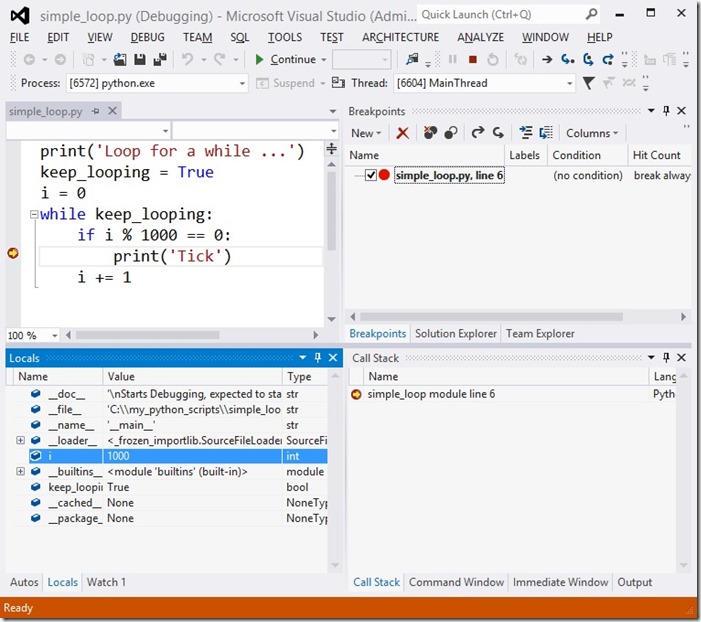 simple_loop.py (Debugging) - Microsoft Visual Studio (Admi... Quick Launch (Ctrl+Q)
FILE EDIT VIEW DEBUG TEAM SQL TOOLS TEST ARCHITECTURE ANALYZE WINDOW HELP
Continue
Process: [6572] python.exe Suspend Thread: [6604] MainThread
simple_loop.py
print('Loop for a while ...')
keep_looping = True
i = 0
while keep_looping:
if i % 1000 == 0:
print('Tick')
i += 1
100 %
Breakpoints
New Columns
Name Labels Condition Hit Count
simple_loop.py, line 6 (no condition) break alway
Breakpoints Solution Explorer Team Explorer
Locals
Name Value Type
__doc__ '\nStarts Debugging, expected to sta str
__file__ 'C:\\my_python_scripts\\simple_loo str
__name__ '__main__' str
__loader__ <_frozen_importlib.SourceFileLoader SourceFi
i 1000 int
__builtins__ <module 'builtins' (built-in)> module
keep_loopin True bool
__cached__ None NoneTyp
__package_ None NoneTyp
Autos Locals Watch 1
Call Stack
Name Lang
simple_loop module line 6 Pytho
Call Stack Command Window Immediate Window Output
Ready